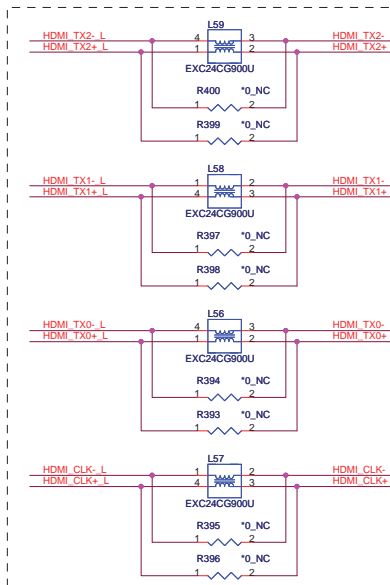 L59
HDMI_TX2-_L 4 3 HDMI_TX2-
HDMI_TX2+_L 1 2 HDMI_TX2+
EXC24CG900U
R400 *0_NC
1 2
R399 *0_NC
1 2
L58
HDMI_TX1-_L 1 2 HDMI_TX1-
HDMI_TX1+_L 4 3 HDMI_TX1+
EXC24CG900U
R397 *0_NC
1 2
R398 *0_NC
1 2
L56
HDMI_TX0-_L 4 3 HDMI_TX0-
HDMI_TX0+_L 1 2 HDMI_TX0+
EXC24CG900U
R394 *0_NC
1 2
R393 *0_NC
1 2
L57
HDMI_CLK-_L 1 2 HDMI_CLK-
HDMI_CLK+_L 4 3 HDMI_CLK+
EXC24CG900U
R395 *0_NC
1 2
R396 *0_NC
1 2